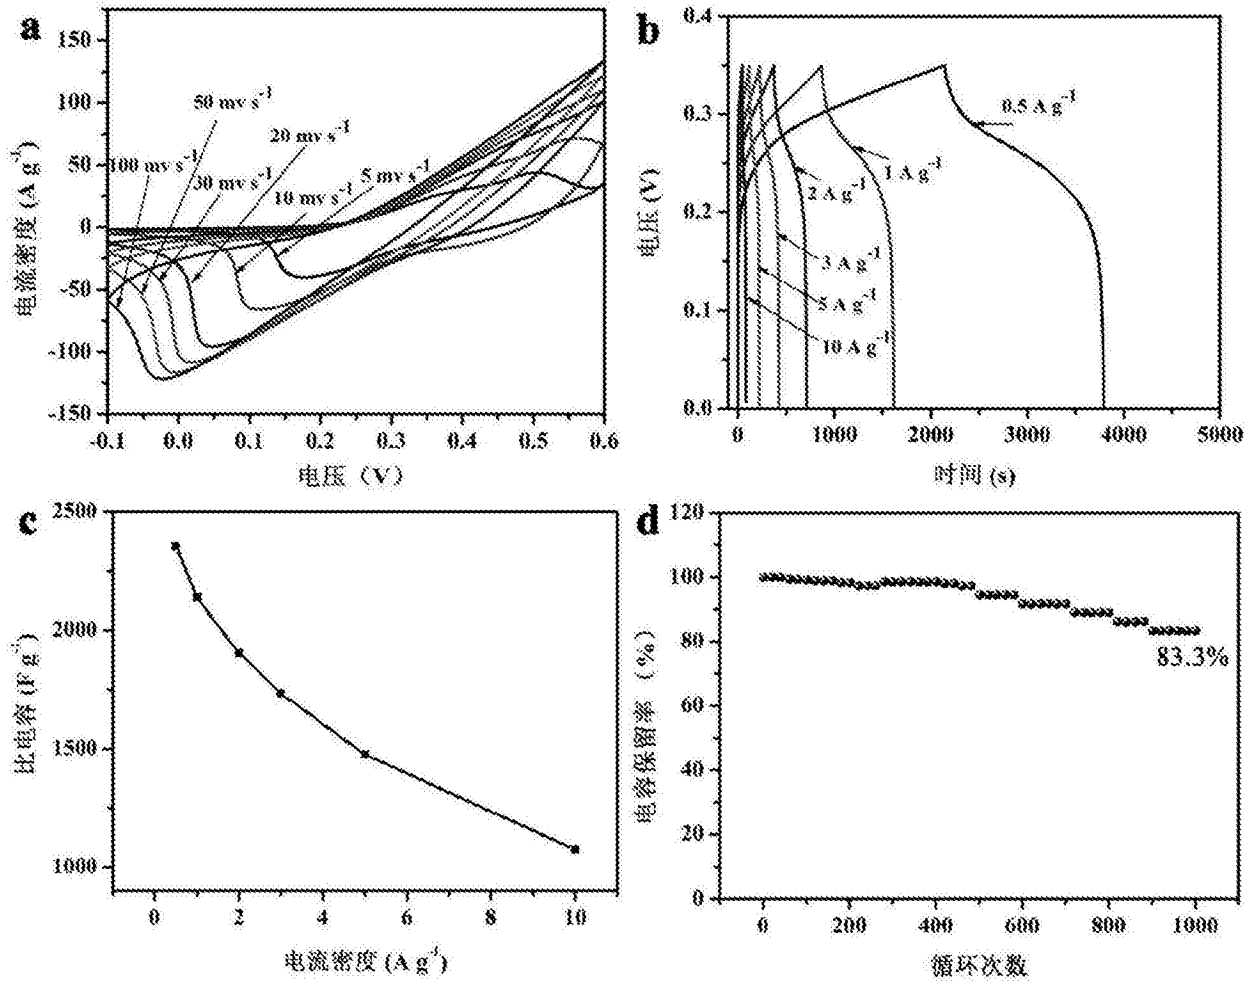 a
175
150
100
50
0
-50
-100
-150
-0.1
0.0
0.1
0.2
0.3
0.4
0.5
0.6
电流密度 (A g⁻¹)
电压（V）
50 mv s⁻¹
100 mv s⁻¹
20 mv s⁻¹
30 mv s⁻¹
10 mv s⁻¹
5 mv s⁻¹
b
0.4
0.3
0.2
0.1
0.0
0
1000
2000
3000
4000
5000
电压 (V)
时间 (s)
0.5 A g⁻¹
1 A g⁻¹
2 A g⁻¹
3 A g⁻¹
5 A g⁻¹
10 A g⁻¹
c
2500
2000
1500
1000
0
2
4
6
8
10
比电容 (F g⁻¹)
电流密度 (A g⁻¹)
d
120
100
80
60
40
20
0
0
200
400
600
800
1000
电容保留率（%）
循环次数
83.3%